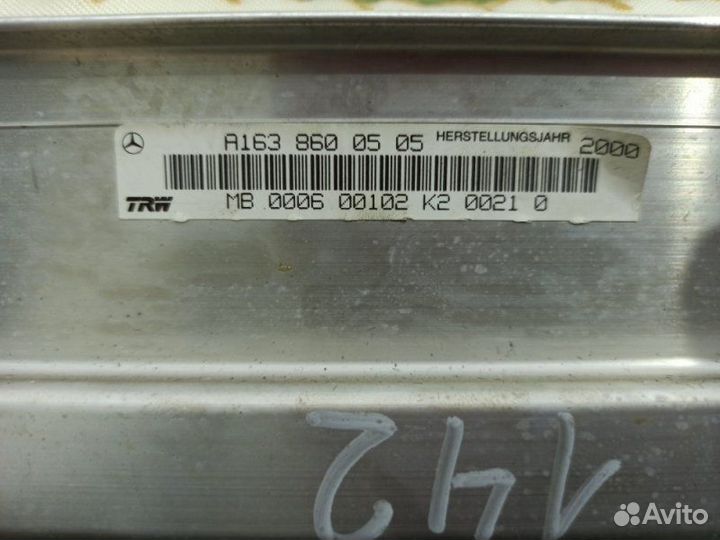 A163 860 05 05 HERSTELLUNGSJAHR 2000
TRW MB 0006 00102 K2 0021 0
142
Avito